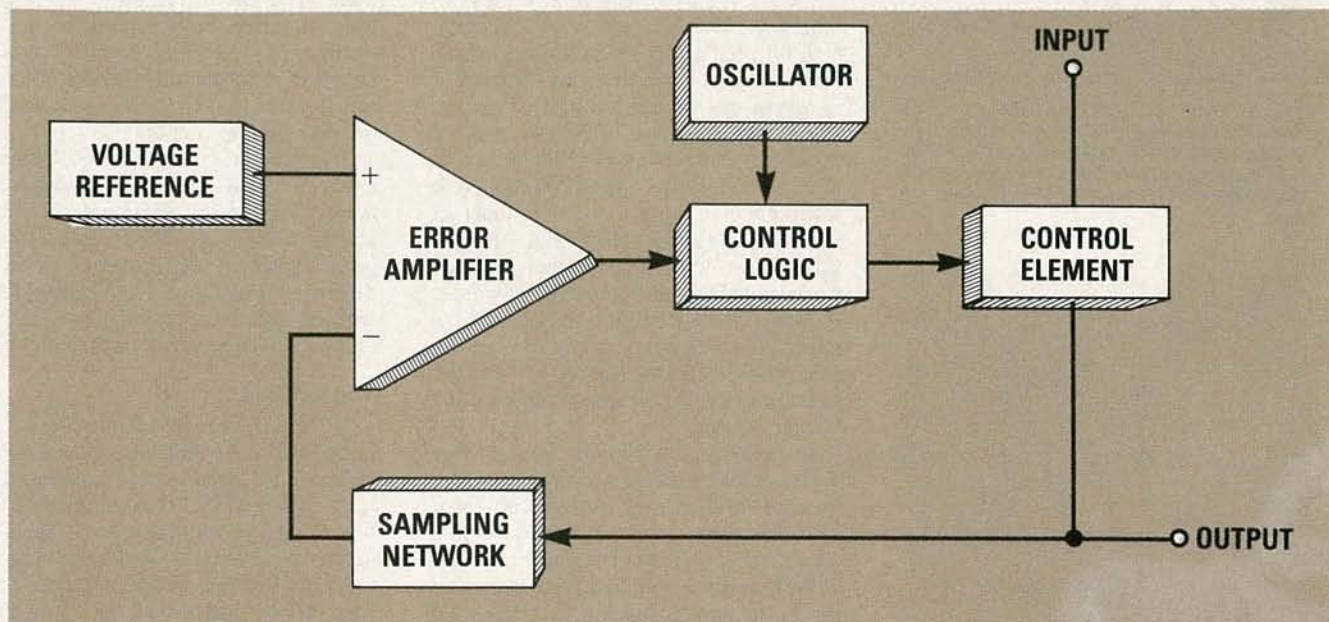 OSCILLATOR
INPUT
VOLTAGE
REFERENCE
+
ERROR
AMPLIFIER
−
CONTROL
LOGIC
CONTROL
ELEMENT
SAMPLING
NETWORK
OUTPUT